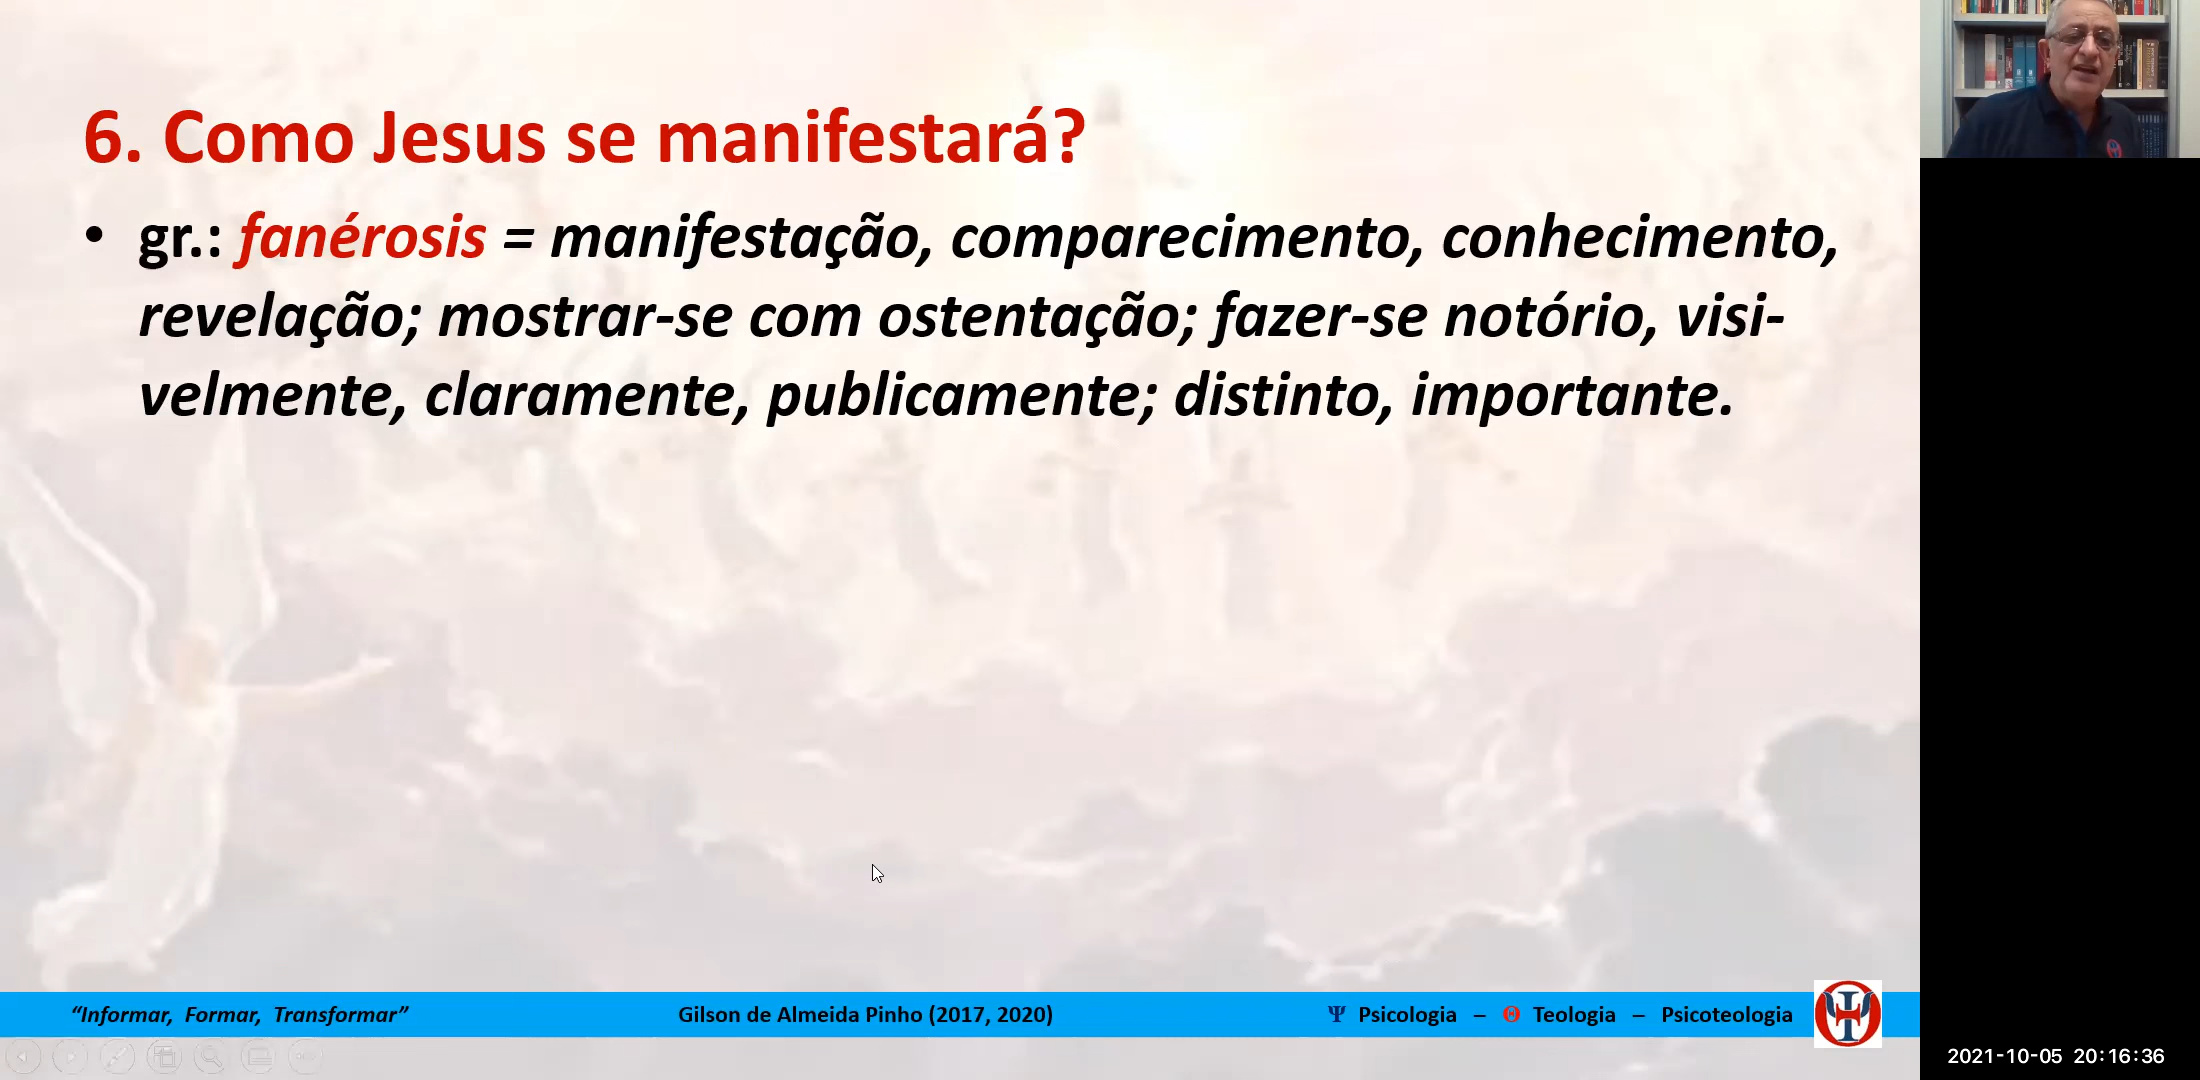 6. Como Jesus se manifestará?
• gr.: fanérosis = manifestação, comparecimento, conhecimento,
revelação; mostrar-se com ostentação; fazer-se notório, visi-
velmente, claramente, publicamente; distinto, importante.
“Informar, Formar, Transformar” Gilson de Almeida Pinho (2017, 2020) Ψ Psicologia – Θ Teologia – Psicoteologia
2021-10-05 20:16:36